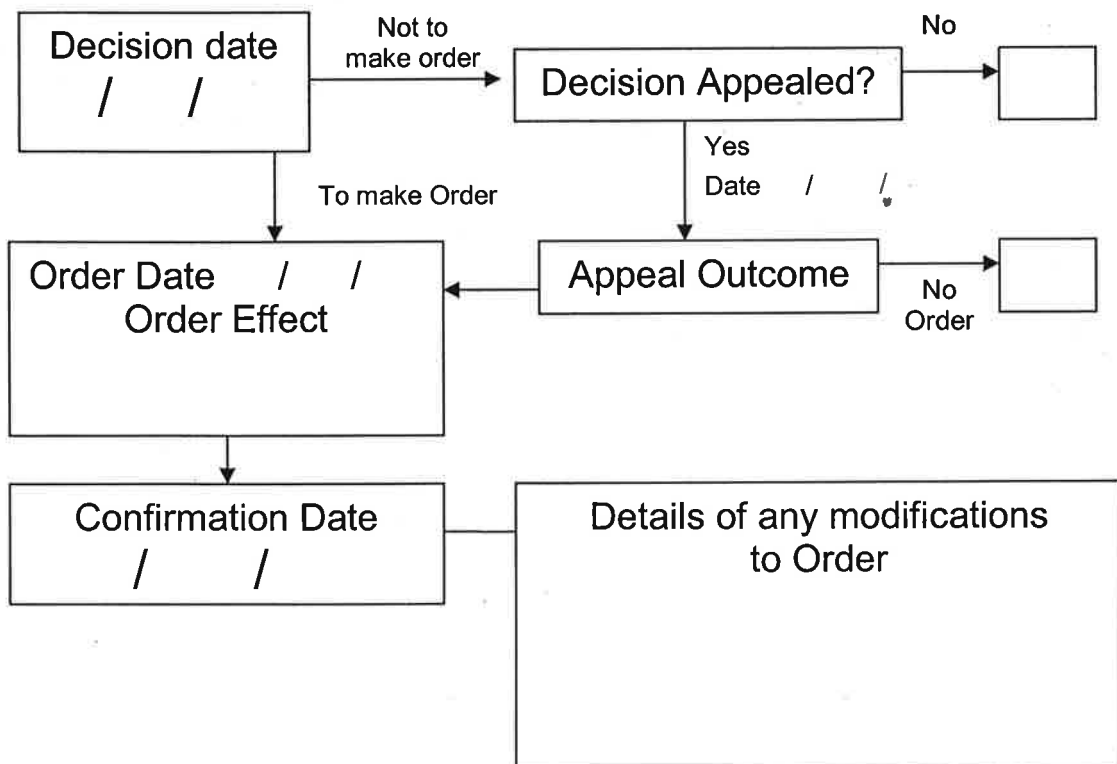 Decision date
/ /
Not to
make order
Decision Appealed?
No
Yes
Date / /
To make Order
Order Date / /
Order Effect
Appeal Outcome
No
Order
Confirmation Date
/ /
Details of any modifications
to Order